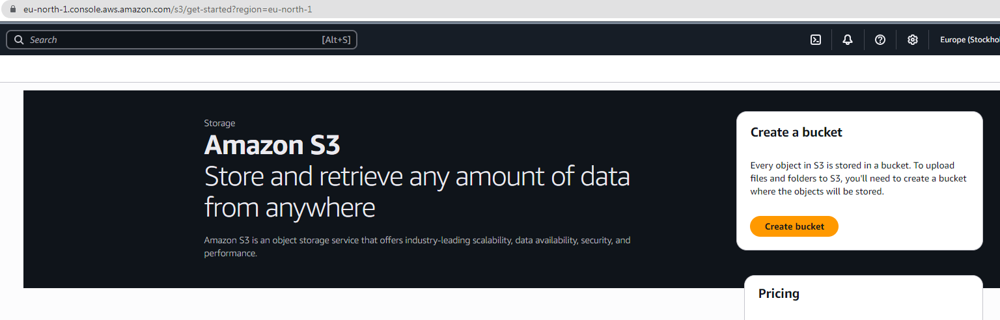 eu-north-1.console.aws.amazon.com/s3/get-started?region=eu-north-1
Search [Alt+S]
Europe (Stockho
Storage
Amazon S3
Store and retrieve any amount of data
from anywhere
Amazon S3 is an object storage service that offers industry-leading scalability, data availability, security, and
performance.
Create a bucket
Every object in S3 is stored in a bucket. To upload
files and folders to S3, you'll need to create a bucket
where the objects will be stored.
Create bucket
Pricing